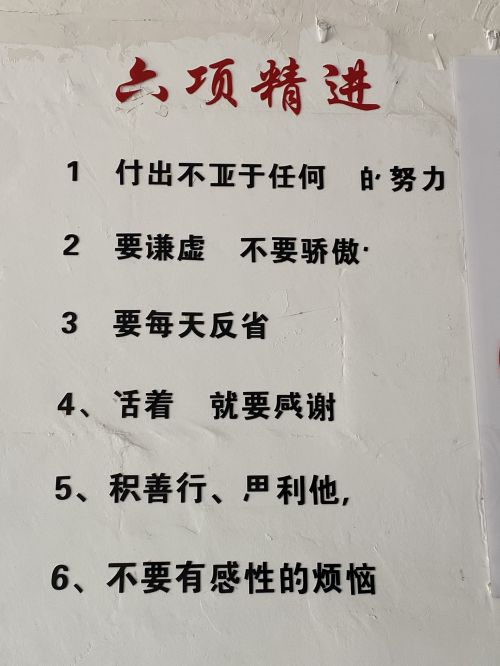 六项精进
1 付出不亚于任何 的努力
2 要谦虚 不要骄傲
3 要每天反省
4、活着 就要感谢
5、积善行、思利他,
6、不要有感性的烦恼